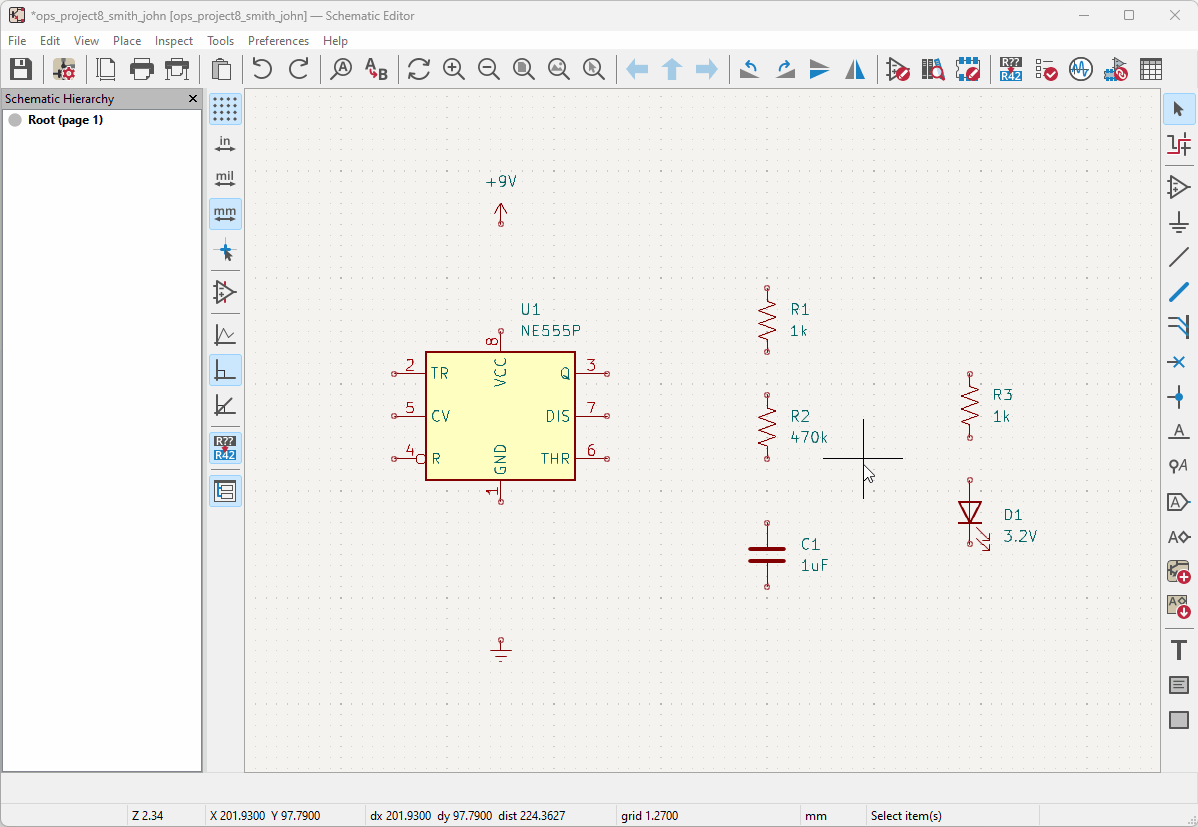 *ops_project8_smith_john [ops_project8_smith_john] — Schematic Editor
File Edit View Place Inspect Tools Preferences Help
A A B R?? R42
Schematic Hierarchy
Root (page 1)
in
mil
mm
R??
R42
A
A
A
A
A
T
+9V
U1
NE555P
8
VCC
2 TR
Q 3
5 CV
DIS 7
4 R
THR 6
GND
1
R1
1k
R2
470k
R3
1k
C1
1uF
D1
3.2V
Z 2.34 X 201.9300 Y 97.7900 dx 201.9300 dy 97.7900 dist 224.3627 grid 1.2700 mm Select item(s)